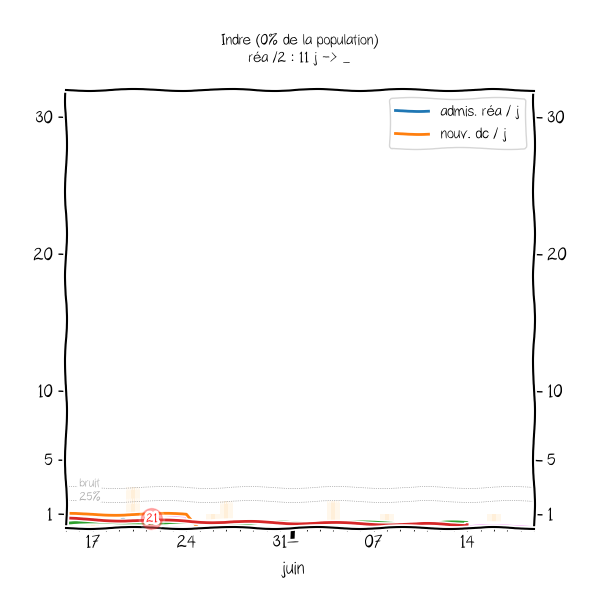 Indre (0% de la population)
réa /2 : 11 j -> _
admis. réa / j
nouv. dc / j
30
30
20
20
10
10
5
5
bruit
25%
1
21
1
17
24
31
07
14
juin